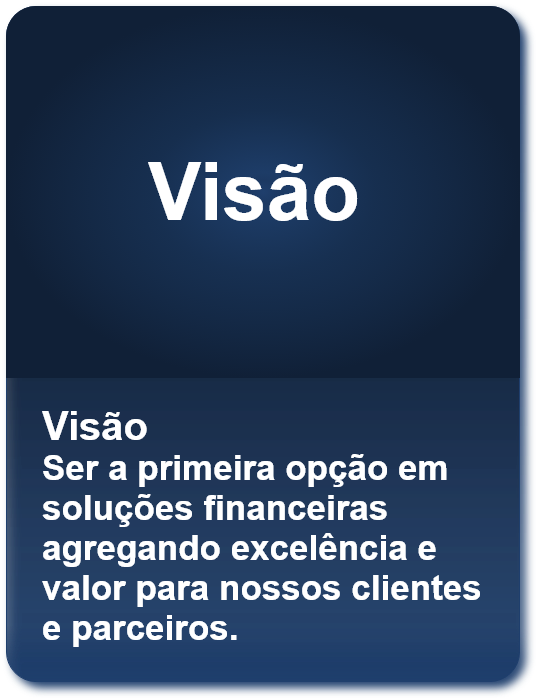 Visão
Visão
Ser a primeira opção em
soluções financeiras
agregando excelência e
valor para nossos clientes
e parceiros.